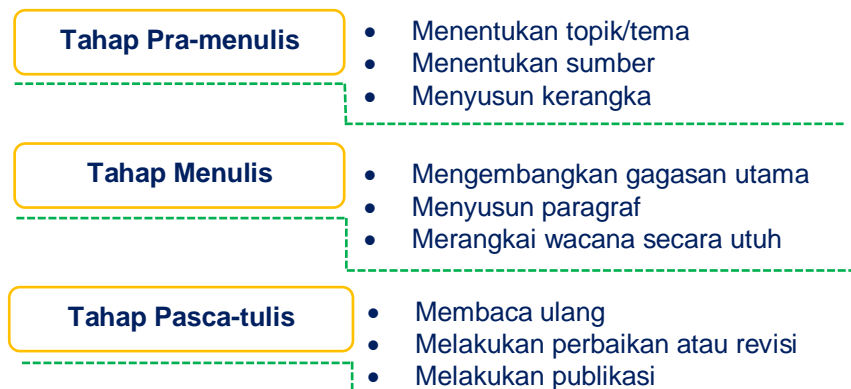 Tahap Pra-menulis
• Menentukan topik/tema
• Menentukan sumber
• Menyusun kerangka
Tahap Menulis
• Mengembangkan gagasan utama
• Menyusun paragraf
• Merangkai wacana secara utuh
Tahap Pasca-tulis
• Membaca ulang
• Melakukan perbaikan atau revisi
• Melakukan publikasi